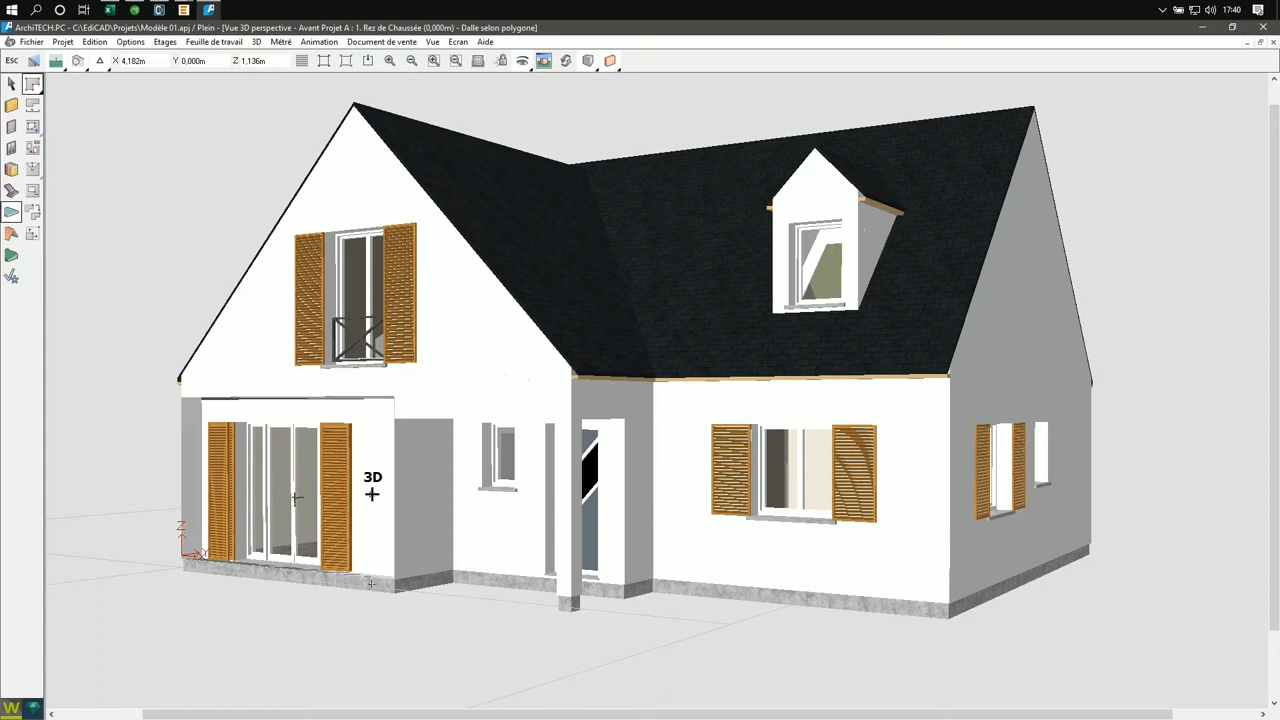 17:40
ArchiTECH.PC - C:\EdiCAD\Projets\Modèle 01.apj / Plein - [Vue 3D perspective - Avant Projet A : 1. Rez de Chaussée (0,000m) - Dalle selon polygone]
Fichier Projet Edition Options Etages Feuille de travail 3D Métré Animation Document de vente Vue Ecran Aide
Esc X 4,182m Y 0,000m Z 1,136m
3D
Z
W